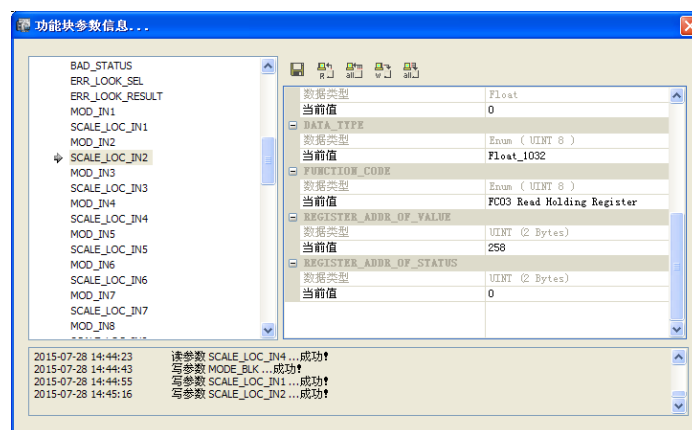 功能块参数信息...
BAD_STATUS
ERR_LOOK_SEL
ERR_LOOK_RESULT
MOD_IN1
SCALE_LOC_IN1
MOD_IN2
SCALE_LOC_IN2
MOD_IN3
SCALE_LOC_IN3
MOD_IN4
SCALE_LOC_IN4
MOD_IN5
SCALE_LOC_IN5
MOD_IN6
SCALE_LOC_IN6
MOD_IN7
SCALE_LOC_IN7
MOD_IN8
R all W all
数据类型 Float
当前值 0
DATA_TYPE
数据类型 Enum ( UINT 8 )
当前值 Float_1032
FUNCTION_CODE
数据类型 Enum ( UINT 8 )
当前值 FC03 Read Holding Register
REGISTER_ADDR_OF_VALUE
数据类型 UINT (2 Bytes)
当前值 258
REGISTER_ADDR_OF_STATUS
数据类型 UINT (2 Bytes)
当前值 0
2015-07-28 14:44:23 读参数 SCALE_LOC_IN4 ...成功!
2015-07-28 14:44:43 写参数 MODE_BLK ...成功!
2015-07-28 14:44:55 写参数 SCALE_LOC_IN1 ...成功!
2015-07-28 14:45:16 写参数 SCALE_LOC_IN2 ...成功!